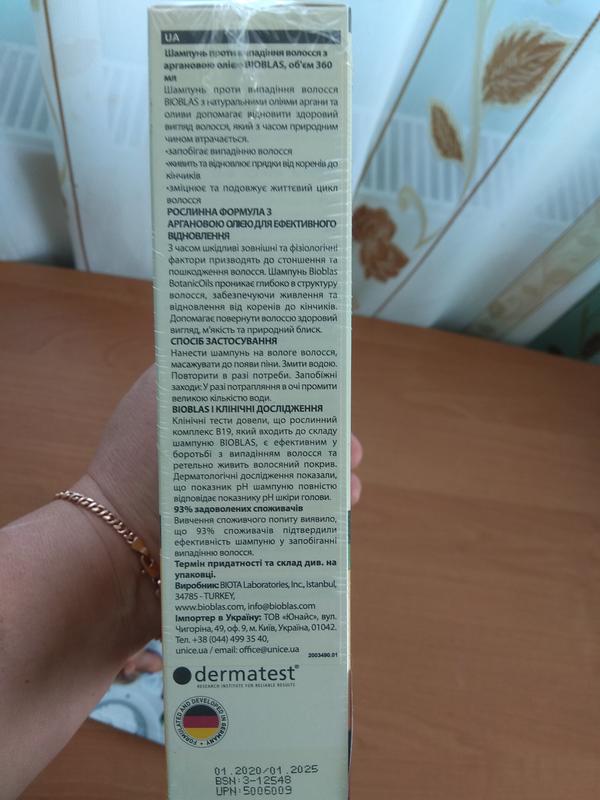 UA
Шампунь проти випадіння волосся з
аргановою олією BIOBLAS, об'єм 360
мл
Шампунь проти випадіння волосся
BIOBLAS з натуральними оліями аргани та
оливи допомагає відновити здоровий
вигляд волосся, який з часом природним
чином втрачається.
•запобігає випадінню волосся
•живить та відновлює прядки від коренів до
кінчиків
•зміцнює та подовжує життєвий цикл
волосся
РОСЛИННА ФОРМУЛА З
АРГАНОВОЮ ОЛІЄЮ ДЛЯ ЕФЕКТИВНОГО
ВІДНОВЛЕННЯ
З часом шкідливі зовнішні та фізіологічні
фактори призводять до стоншення та
пошкодження волосся. Шампунь Bioblas
BotanicOils проникає глибоко в структуру
волосся, забезпечуючи живлення та
відновлення від коренів до кінчиків.
Допомагає повернути волоссю здоровий
вигляд, м'якість та природний блиск.
СПОСІБ ЗАСТОСУВАННЯ
Нанести шампунь на вологе волосся,
масажувати до появи піни. Змити водою.
Повторити в разі потреби. Запобіжні
заходи: У разі потрапляння в очі промити
великою кількістю води.
BIOBLAS І КЛІНІЧНІ ДОСЛІДЖЕННЯ
Клінічні тести довели, що рослинний
комплекс B19, який входить до складу
шампуню BIOBLAS, є ефективним у
боротьбі з випадінням волосся та
ретельно живить волосяний покрив.
Дерматологічні дослідження показали,
що показник pH шампуню повністю
відповідає показнику pH шкіри голови.
93% задоволених споживачів
Вивчення споживчого попиту виявило,
що 93% споживачів підтвердили
ефективність шампуню у запобіганні
випадінню волосся.
Термін придатності та склад див. на
упаковці.
Виробник: BIOTA Laboratories, Inc., Istanbul,
34785 - TURKEY,
www.bioblas.com, info@bioblas.com
Імпортер в Україну: ТОВ «Юнайс», вул.
Чигоріна, 49, оф. 9, м. Київ, Україна, 01042.
Тел. +38 (044) 499 35 40,
unice.ua / email: office@unice.ua
2003490.01
dermatest®
RESEARCH INSTITUTE FOR RELIABLE RESULTS
FORMULATED AND DEVELOPED IN GERMANY
01.2020/01.2025
BSN:3-12548
UPN:5006009